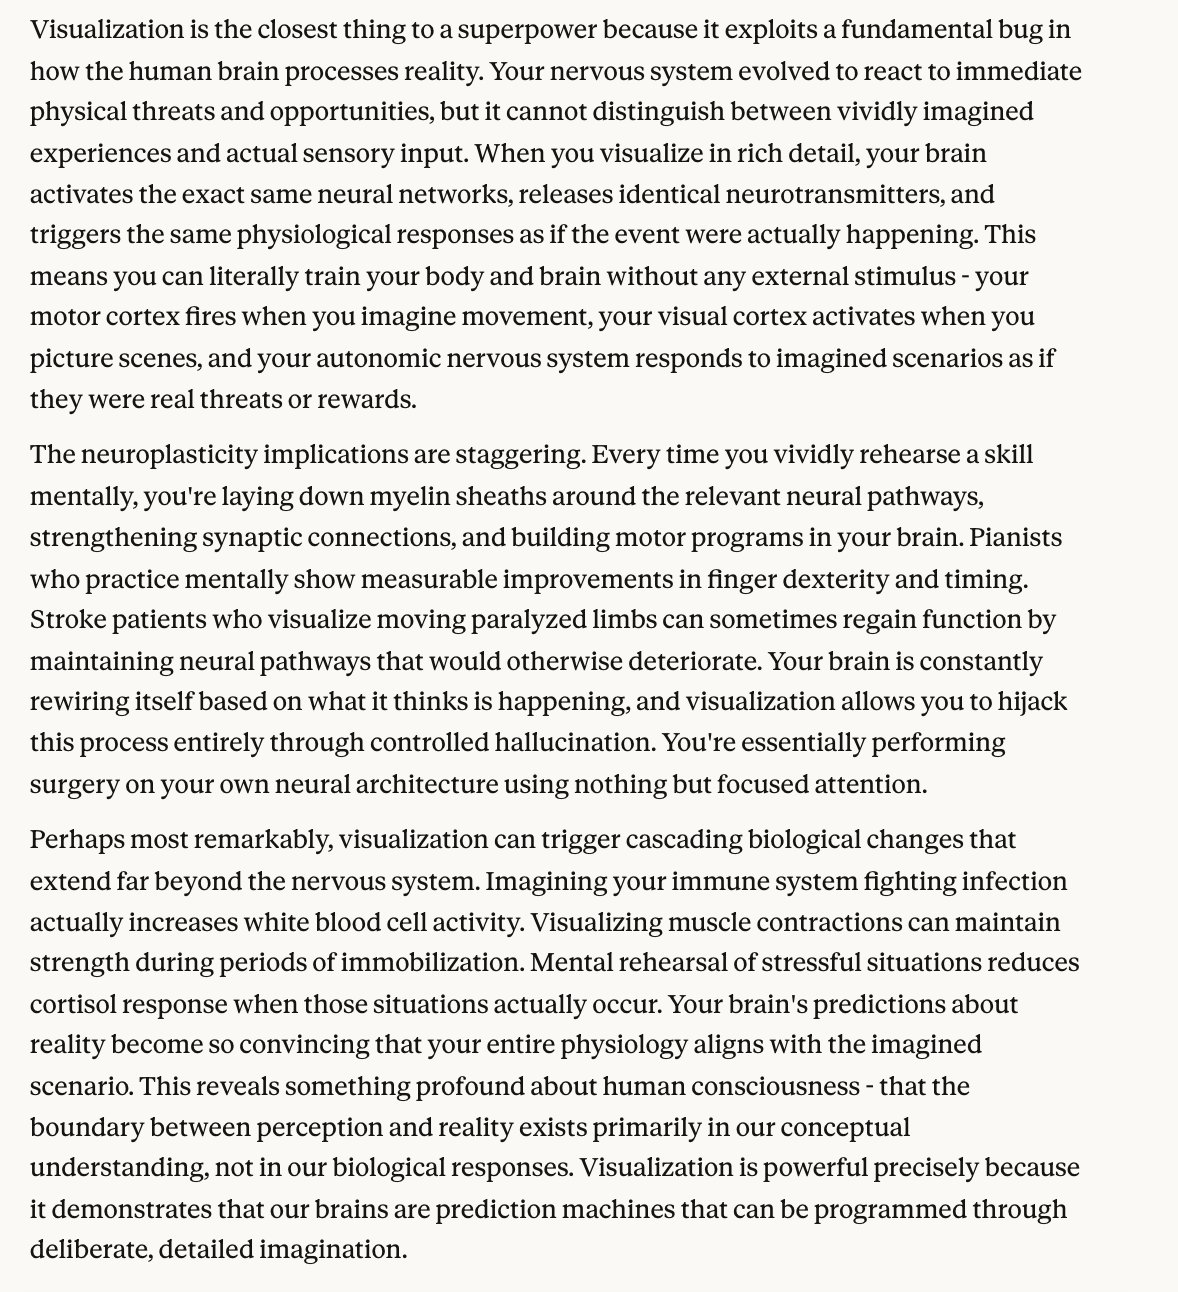 Visualization is the closest thing to a superpower because it exploits a fundamental bug in
how the human brain processes reality. Your nervous system evolved to react to immediate
physical threats and opportunities, but it cannot distinguish between vividly imagined
experiences and actual sensory input. When you visualize in rich detail, your brain
activates the exact same neural networks, releases identical neurotransmitters, and
triggers the same physiological responses as if the event were actually happening. This
means you can literally train your body and brain without any external stimulus - your
motor cortex fires when you imagine movement, your visual cortex activates when you
picture scenes, and your autonomic nervous system responds to imagined scenarios as if
they were real threats or rewards.
The neuroplasticity implications are staggering. Every time you vividly rehearse a skill
mentally, you're laying down myelin sheaths around the relevant neural pathways,
strengthening synaptic connections, and building motor programs in your brain. Pianists
who practice mentally show measurable improvements in finger dexterity and timing.
Stroke patients who visualize moving paralyzed limbs can sometimes regain function by
maintaining neural pathways that would otherwise deteriorate. Your brain is constantly
rewiring itself based on what it thinks is happening, and visualization allows you to hijack
this process entirely through controlled hallucination. You're essentially performing
surgery on your own neural architecture using nothing but focused attention.
Perhaps most remarkably, visualization can trigger cascading biological changes that
extend far beyond the nervous system. Imagining your immune system fighting infection
actually increases white blood cell activity. Visualizing muscle contractions can maintain
strength during periods of immobilization. Mental rehearsal of stressful situations reduces
cortisol response when those situations actually occur. Your brain's predictions about
reality become so convincing that your entire physiology aligns with the imagined
scenario. This reveals something profound about human consciousness - that the
boundary between perception and reality exists primarily in our conceptual
understanding, not in our biological responses. Visualization is powerful precisely because
it demonstrates that our brains are prediction machines that can be programmed through
deliberate, detailed imagination.